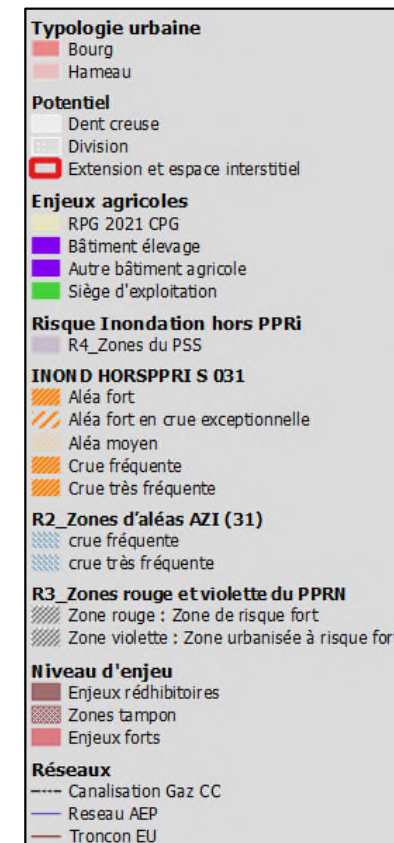 Typologie urbaine
Bourg
Hameau
Potentiel
Dent creuse
Division
Extension et espace interstitiel
Enjeux agricoles
RPG 2021 CPG
Bâtiment élevage
Autre bâtiment agricole
Siège d'exploitation
Risque Inondation hors PPRi
R4_Zones du PSS
INOND HORSPPRI S 031
Aléa fort
Aléa fort en crue exceptionnelle
Aléa moyen
Crue fréquente
Crue très fréquente
R2_Zones d'aléas AZI (31)
crue fréquente
crue très fréquente
R3_Zones rouge et violette du PPRN
Zone rouge : Zone de risque fort
Zone violette : Zone urbanisée à risque for
Niveau d'enjeu
Enjeux rédhibitoires
Zones tampon
Enjeux forts
Réseaux
Canalisation Gaz CC
Reseau AEP
Troncon EU